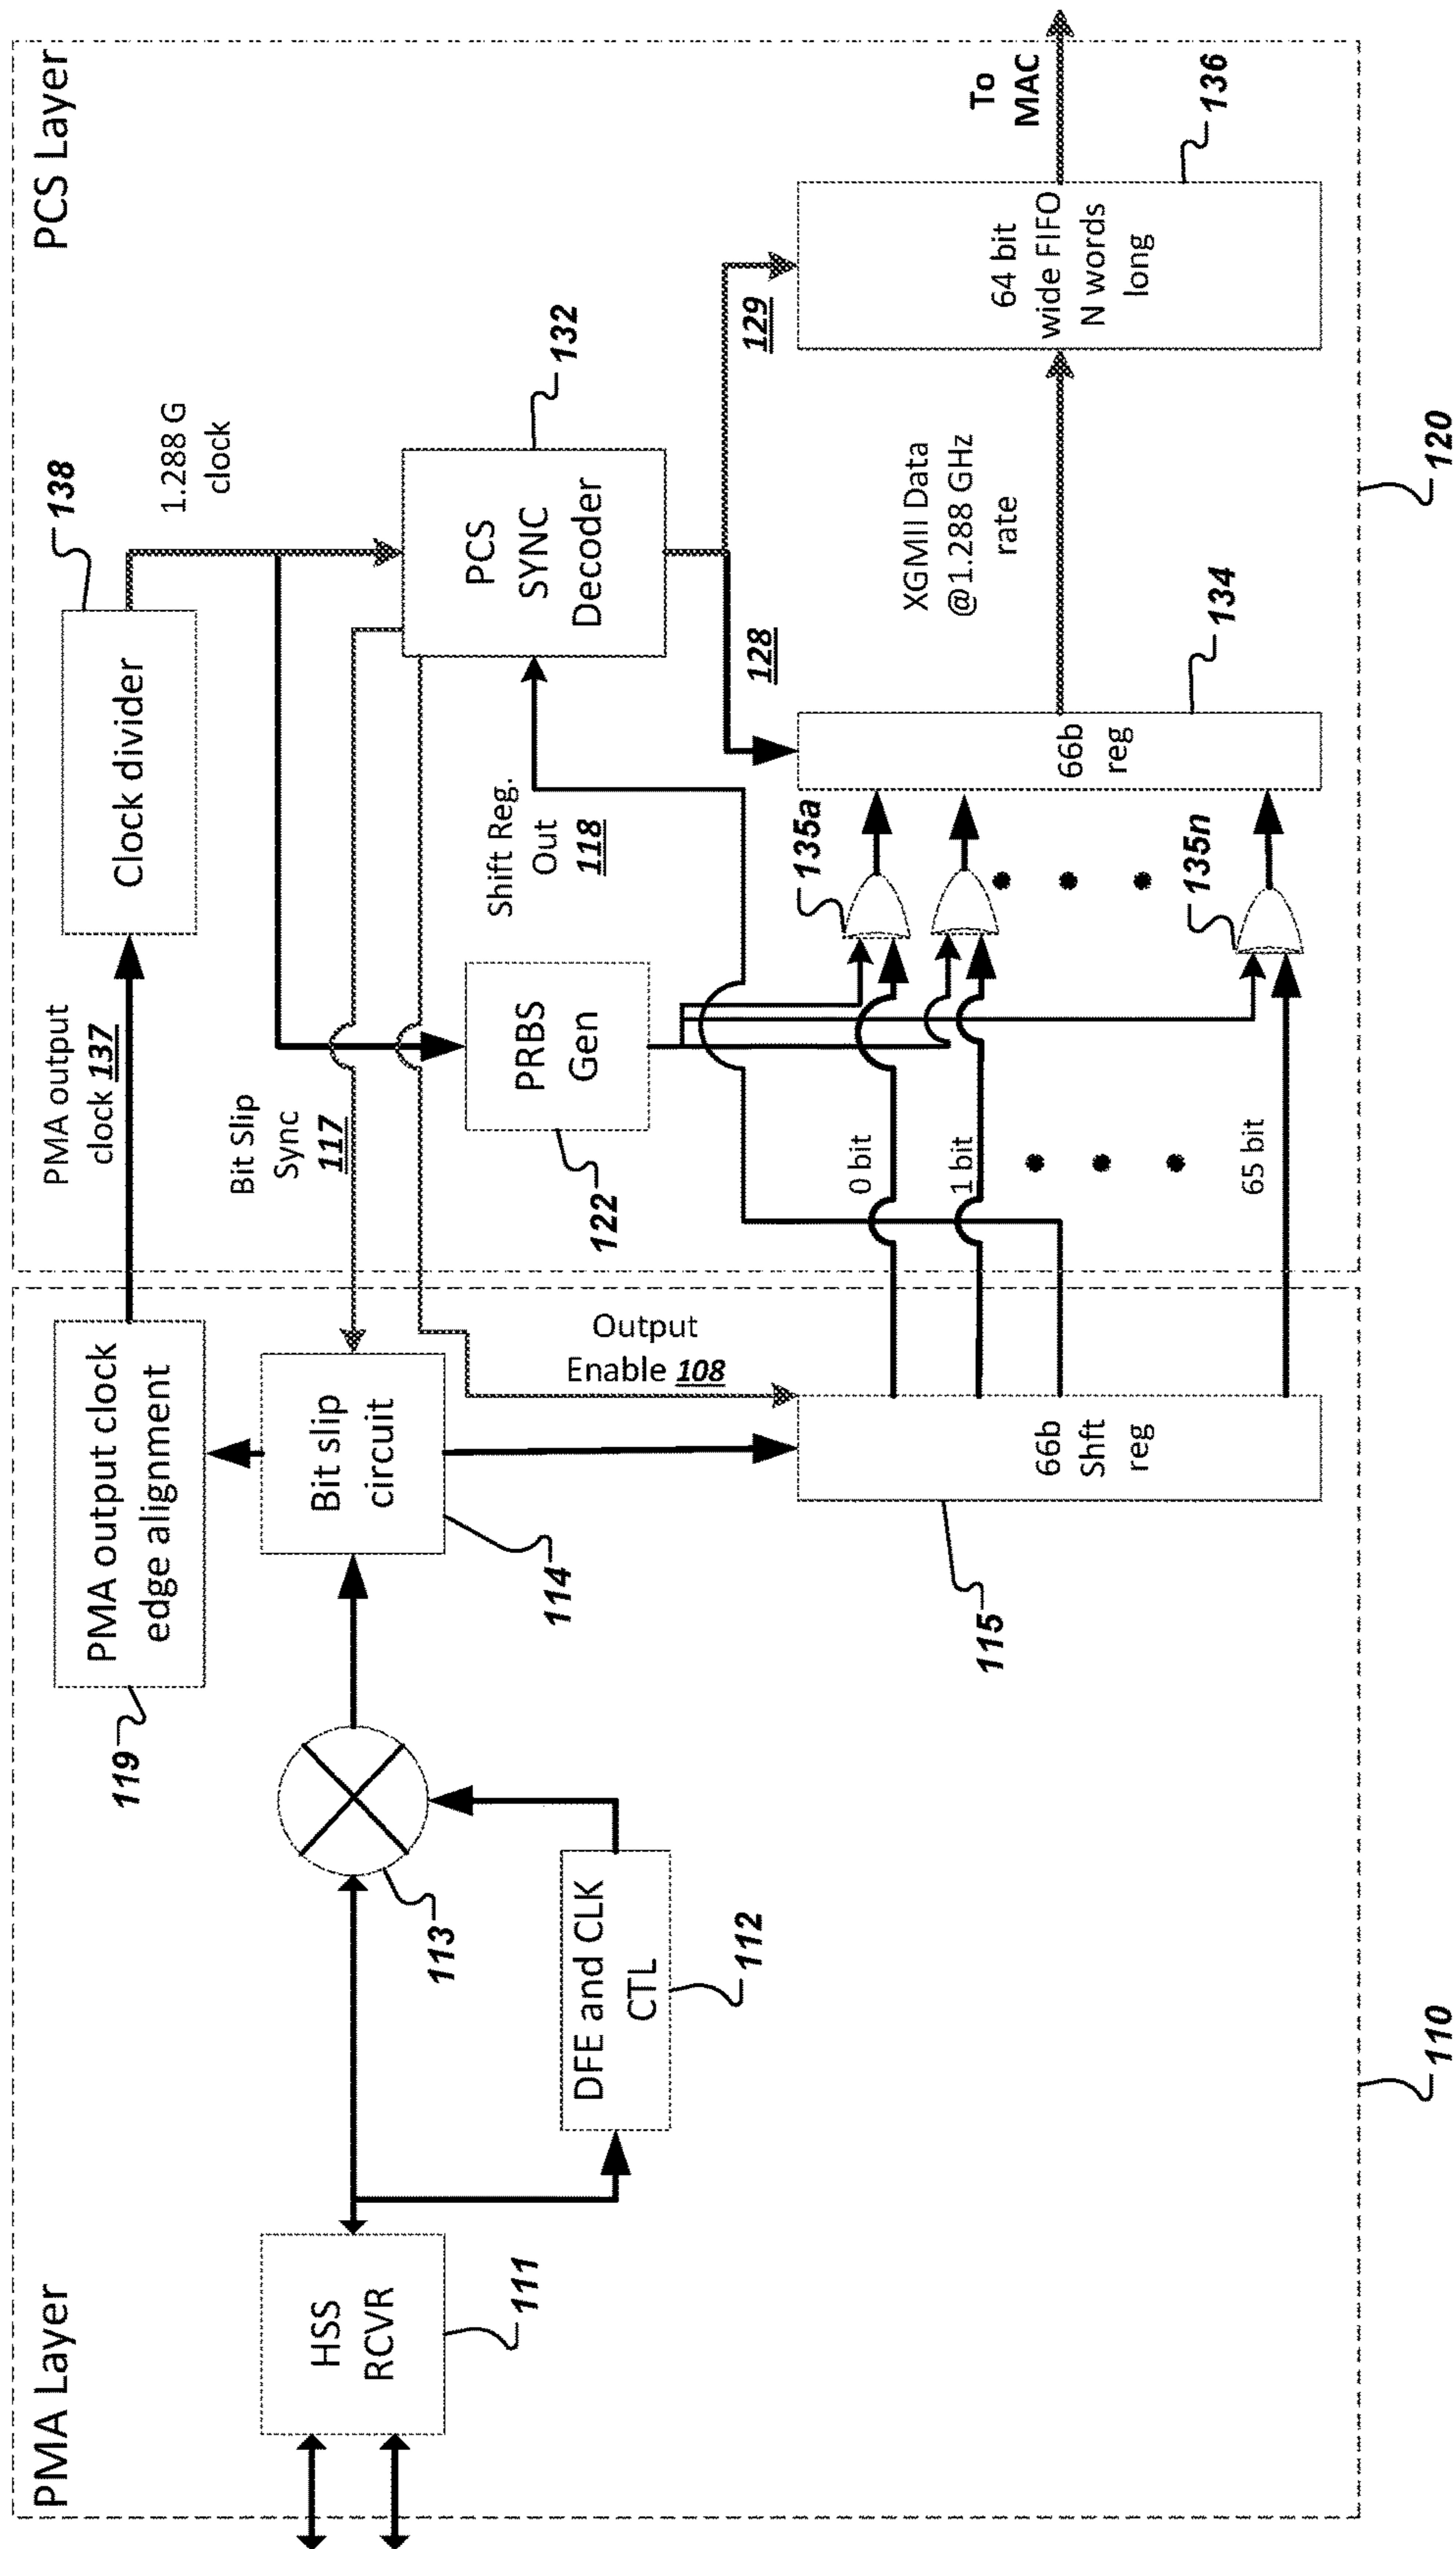 PMA Layer
PCS Layer
HSS
RCVR
111
DFE and CLK
CTL
112
113
PMA output clock
edge alignment
119
Bit slip
circuit
114
Output
Enable 108
66b
Shft
reg
115
110
PMA output
clock 137
Clock divider
138
1.288 G
clock
Bit Slip
Sync
117
PRBS
Gen
122
Shift Reg.
Out
118
PCS
SYNC
Decoder
132
0 bit
1 bit
65 bit
135a
135n
128
129
66b
reg
134
XGMII Data
@1.288 GHz
rate
64 bit
wide FIFO
N words
long
136
To
MAC
120